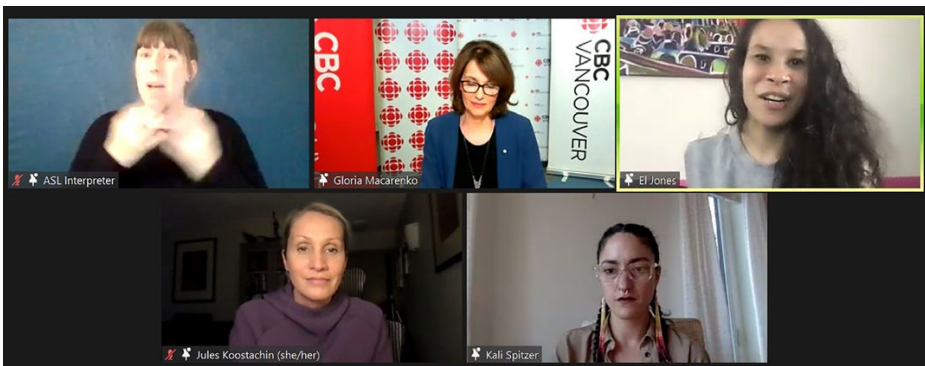 CBC
CBC
VANCOUVER
ASL Interpreter
Gloria Macarenko
El Jones
Jules Koostachin (she/her)
Kali Spitzer